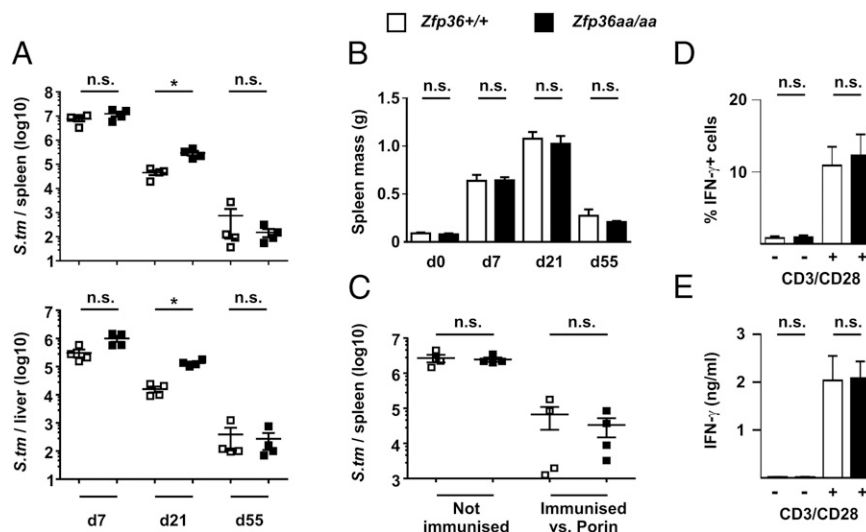 Zfp36+/+ Zfp36aa/aa
A
n.s. * n.s.
S.tm / spleen (log10)
8
7
6
5
4
3
2
1
n.s. * n.s.
S.tm / liver (log10)
7
6
5
4
3
2
1
d7 d21 d55
B
n.s. n.s. n.s. n.s.
Spleen mass (g)
1.5
1.0
0.5
0
d0 d7 d21 d55
C
n.s. n.s.
S.tm / spleen (log10)
7
6
5
4
3
Not immunised
Immunised vs. Porin
D
n.s. n.s.
% IFN-γ+ cells
20
10
- - + +
CD3/CD28
E
n.s. n.s.
IFN-γ (ng/ml)
3
2
1
- - + +
CD3/CD28